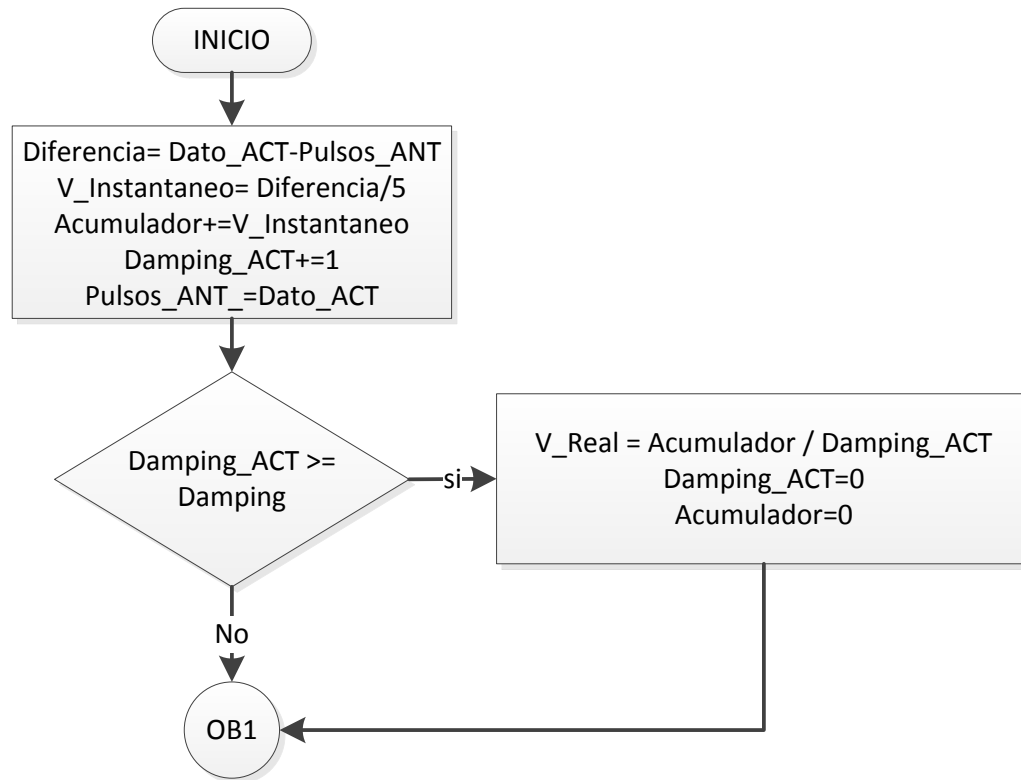 INICIO
Diferencia= Dato_ACT-Pulsos_ANT
V_Instantaneo= Diferencia/5
Acumulador+=V_Instantaneo
Damping_ACT+=1
Pulsos_ANT_=Dato_ACT
Damping_ACT >=
Damping
si
V_Real = Acumulador / Damping_ACT
Damping_ACT=0
Acumulador=0
No
OB1